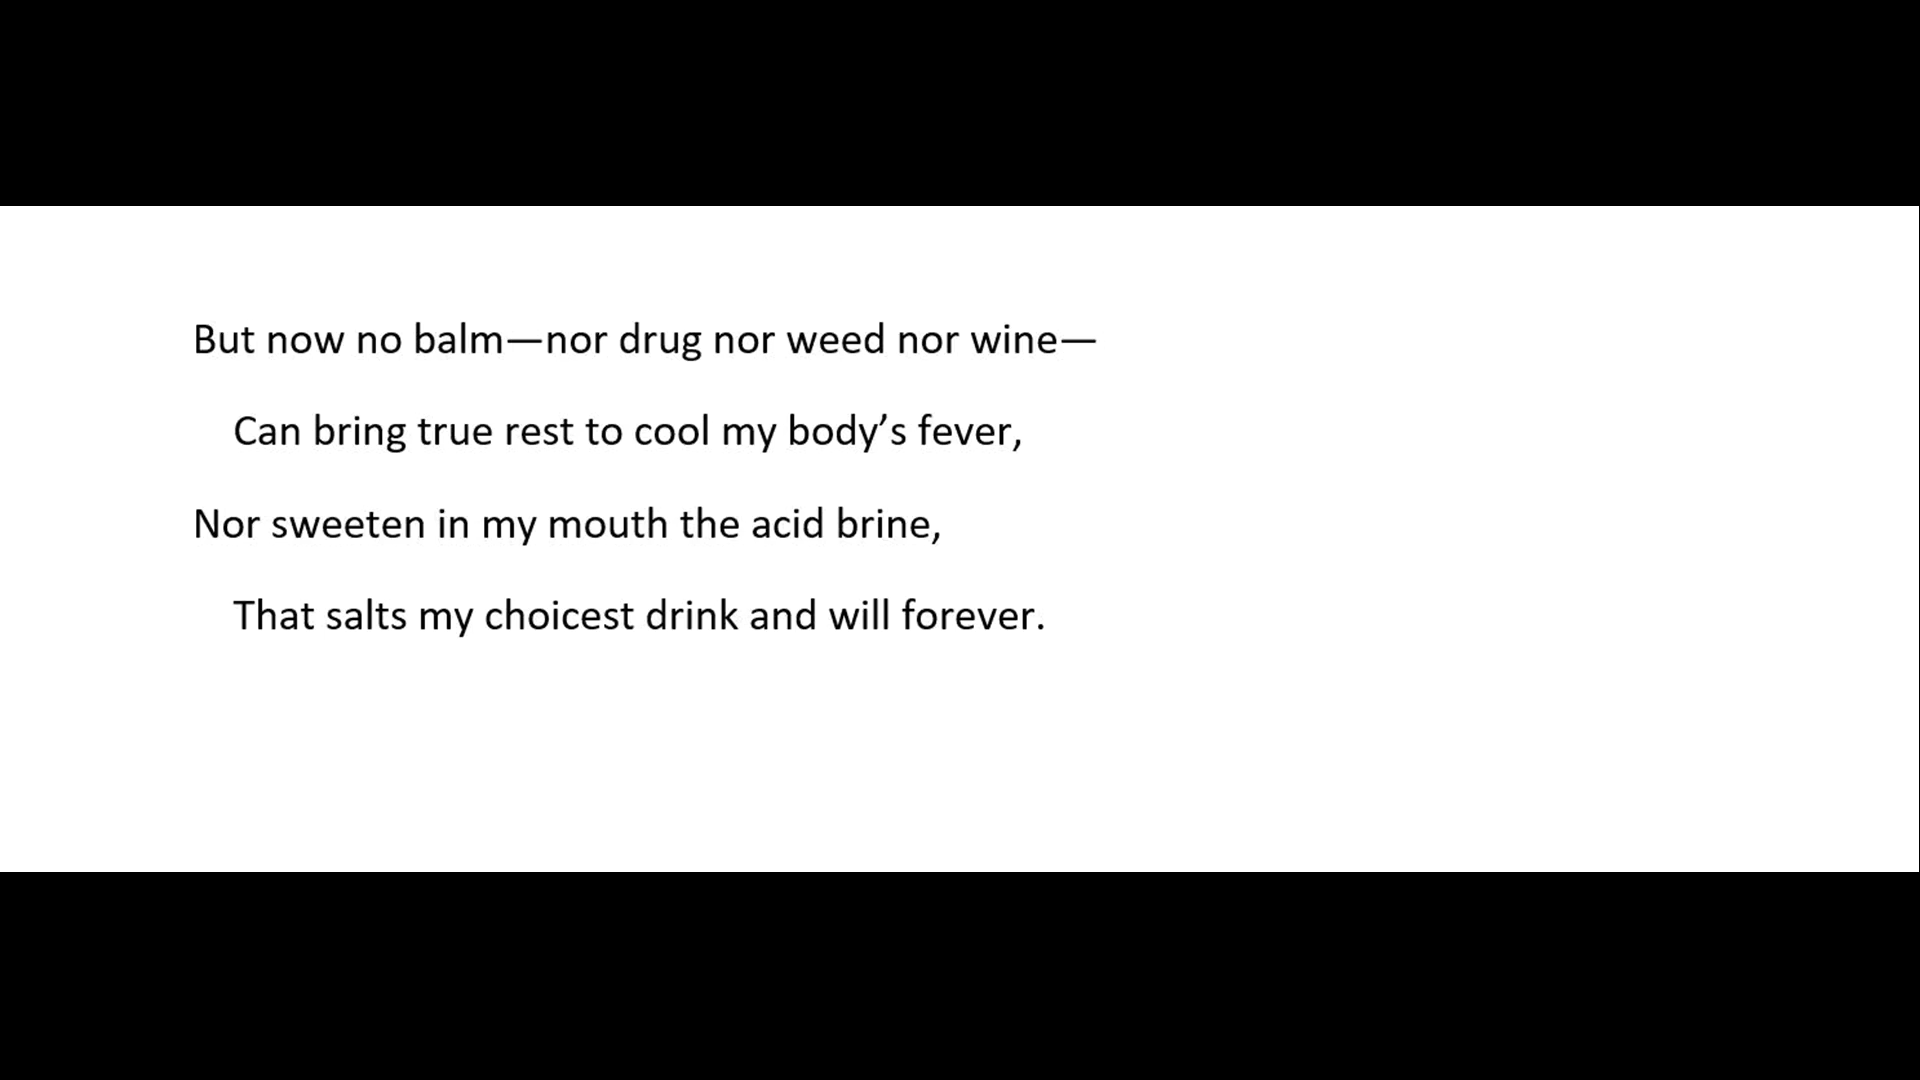 But now no balm—nor drug nor weed nor wine—
Can bring true rest to cool my body’s fever,
Nor sweeten in my mouth the acid brine,
That salts my choicest drink and will forever.